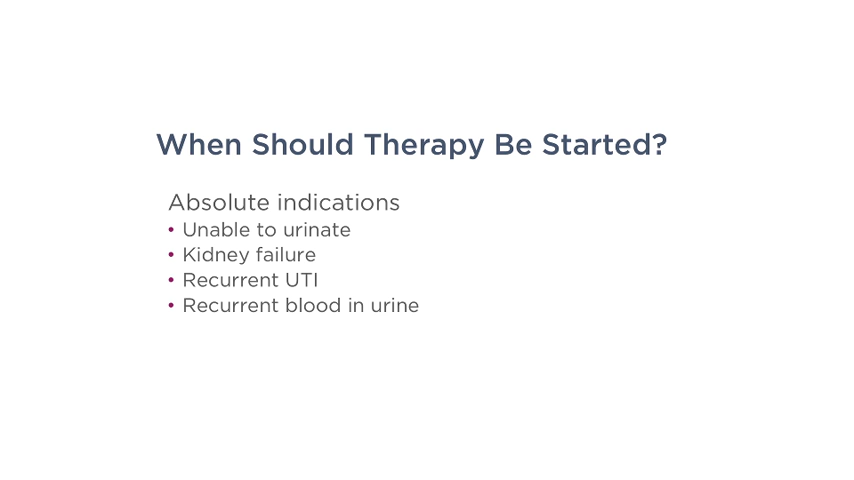 When Should Therapy Be Started?
Absolute indications
• Unable to urinate
• Kidney failure
• Recurrent UTI
• Recurrent blood in urine